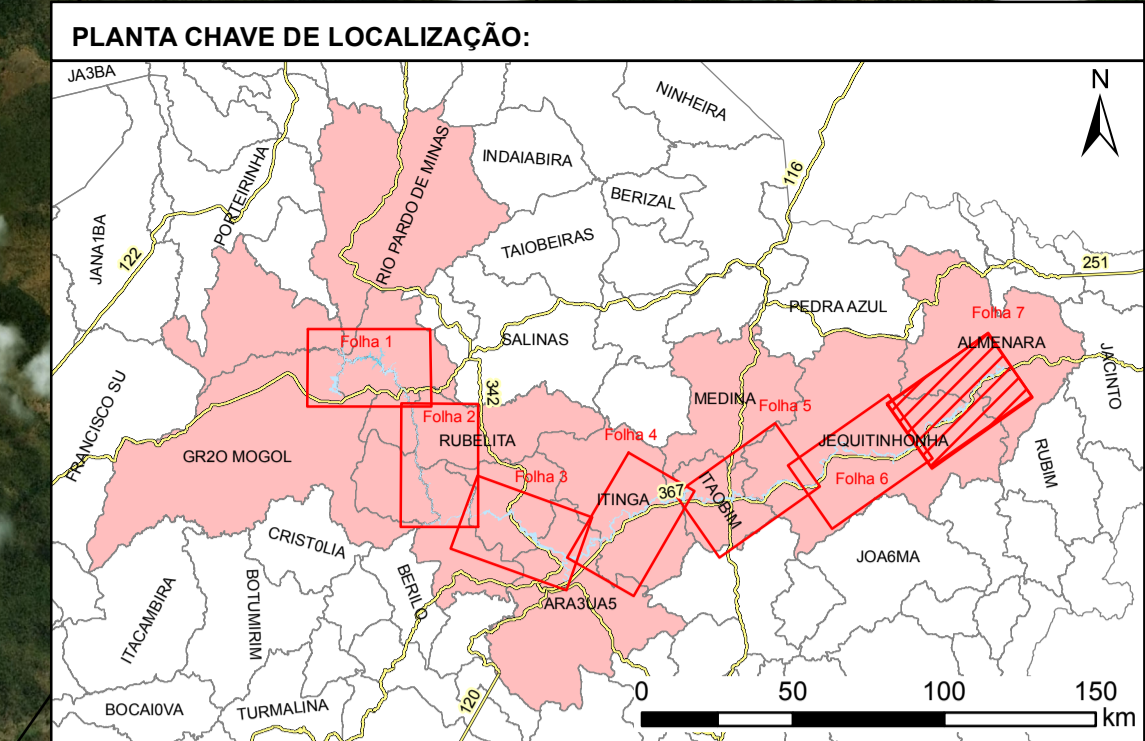 PLANTA CHAVE DE LOCALIZAÇÃO:
JA3BA
NINHEIRA
N
RIO PARDO DE MINAS
PORTEIRINHA
INDAIABIRA
116
BERIZAL
JANA1BA
122
TAIOBEIRAS
251
PEDRA AZUL
Folha 7
Folha 1
SALINAS
ALMENARA
JACINTO
FRANCISCO SU
342
MEDINA
Folha 5
Folha 2
RUBELITA
Folha 4
JEQUITINHONHA
GR2O MOGOL
RUBIM
Folha 3
Folha 6
ITINGA
367
ITAOBIM
CRIST0LIA
JOA6MA
BERILO
BOTUMIRIM
ITACAMBIRA
ARA3UA5
120
BOCAI0VA
TURMALINA
0 50 100 150
km